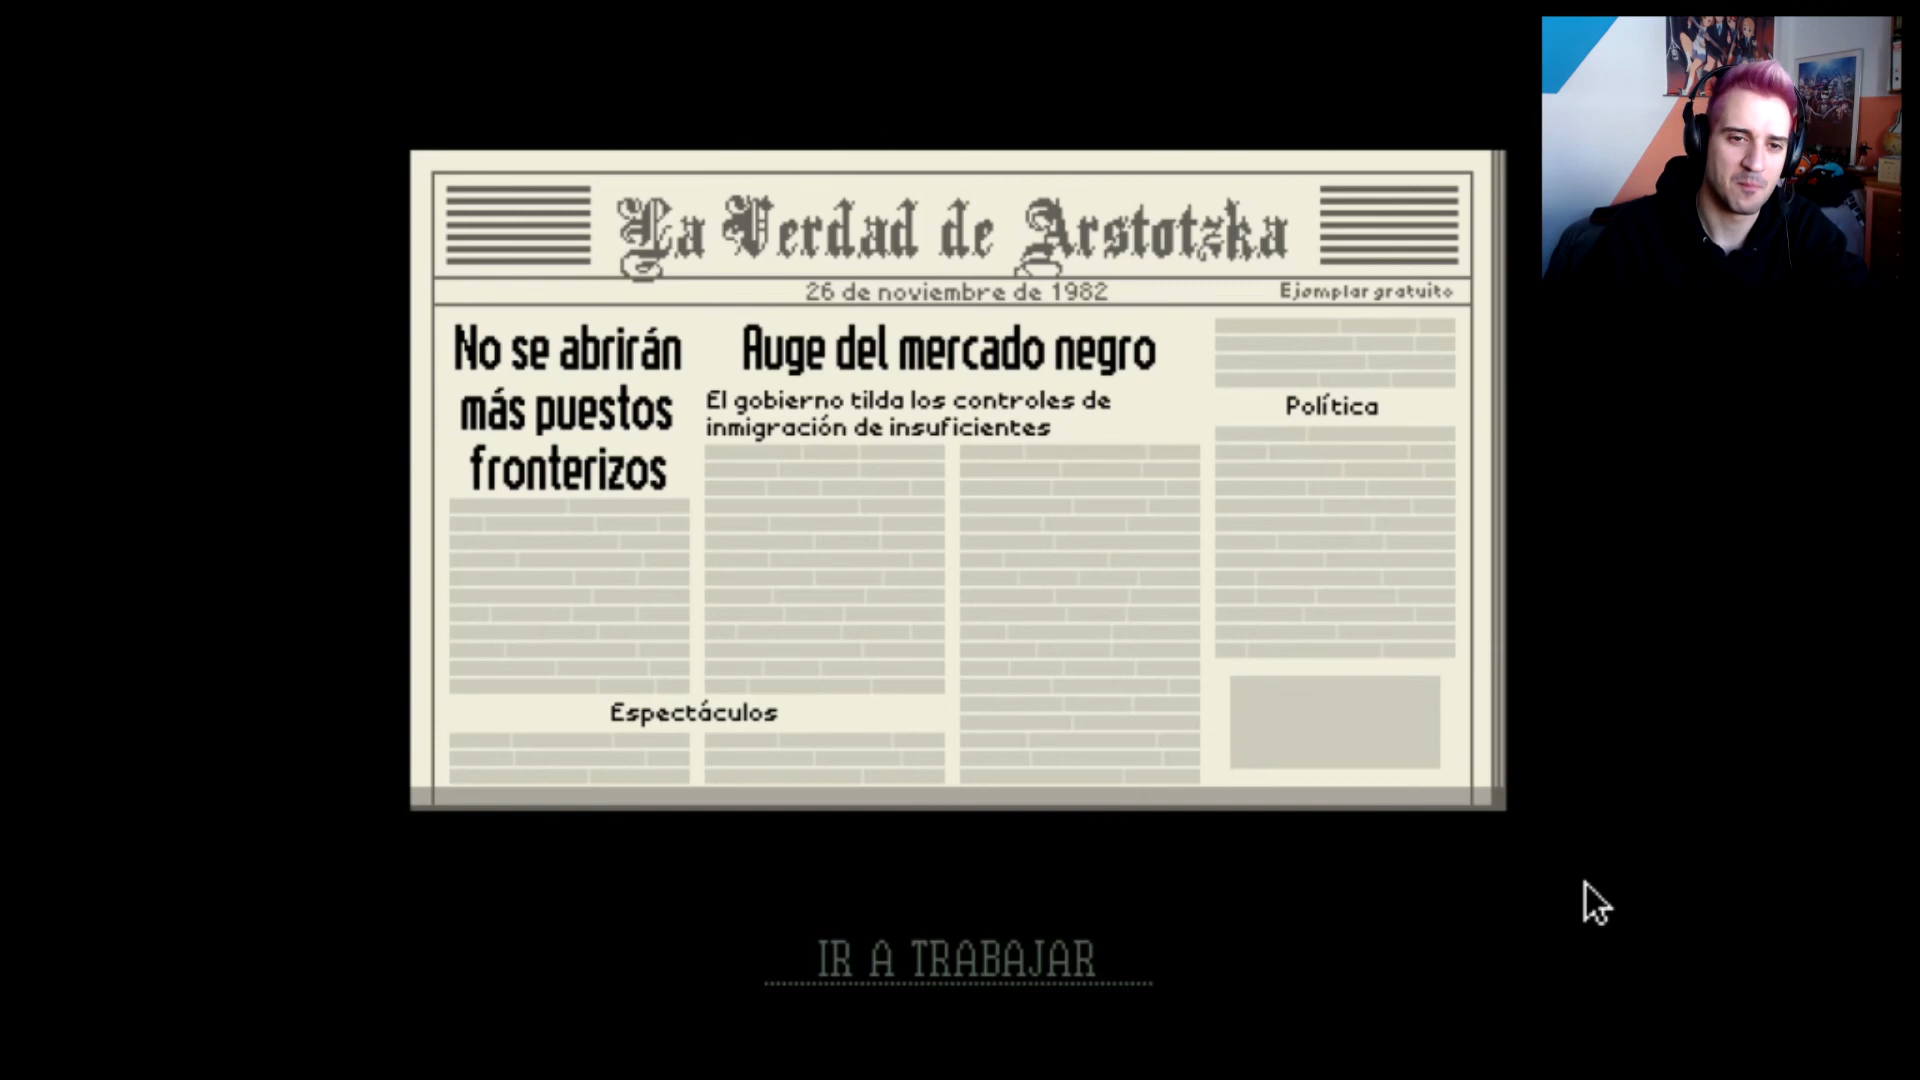 La Verdad de Arstotzka
26 de noviembre de 1982
Ejemplar gratuito
No se abrirán
más puestos
fronterizos
Auge del mercado negro
El gobierno tilda los controles de
inmigración de insuficientes
Política
Espectáculos
IR A TRABAJAR